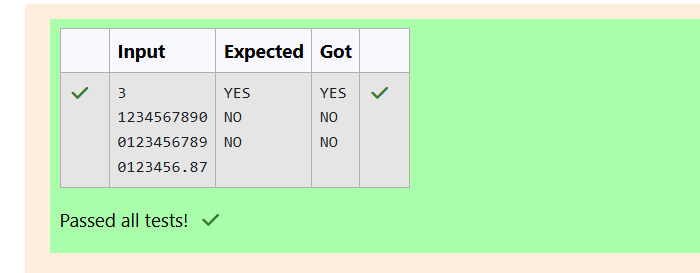 Input Expected Got
3 YES YES
1234567890 NO NO
0123456789 NO NO
0123456.87
Passed all tests!